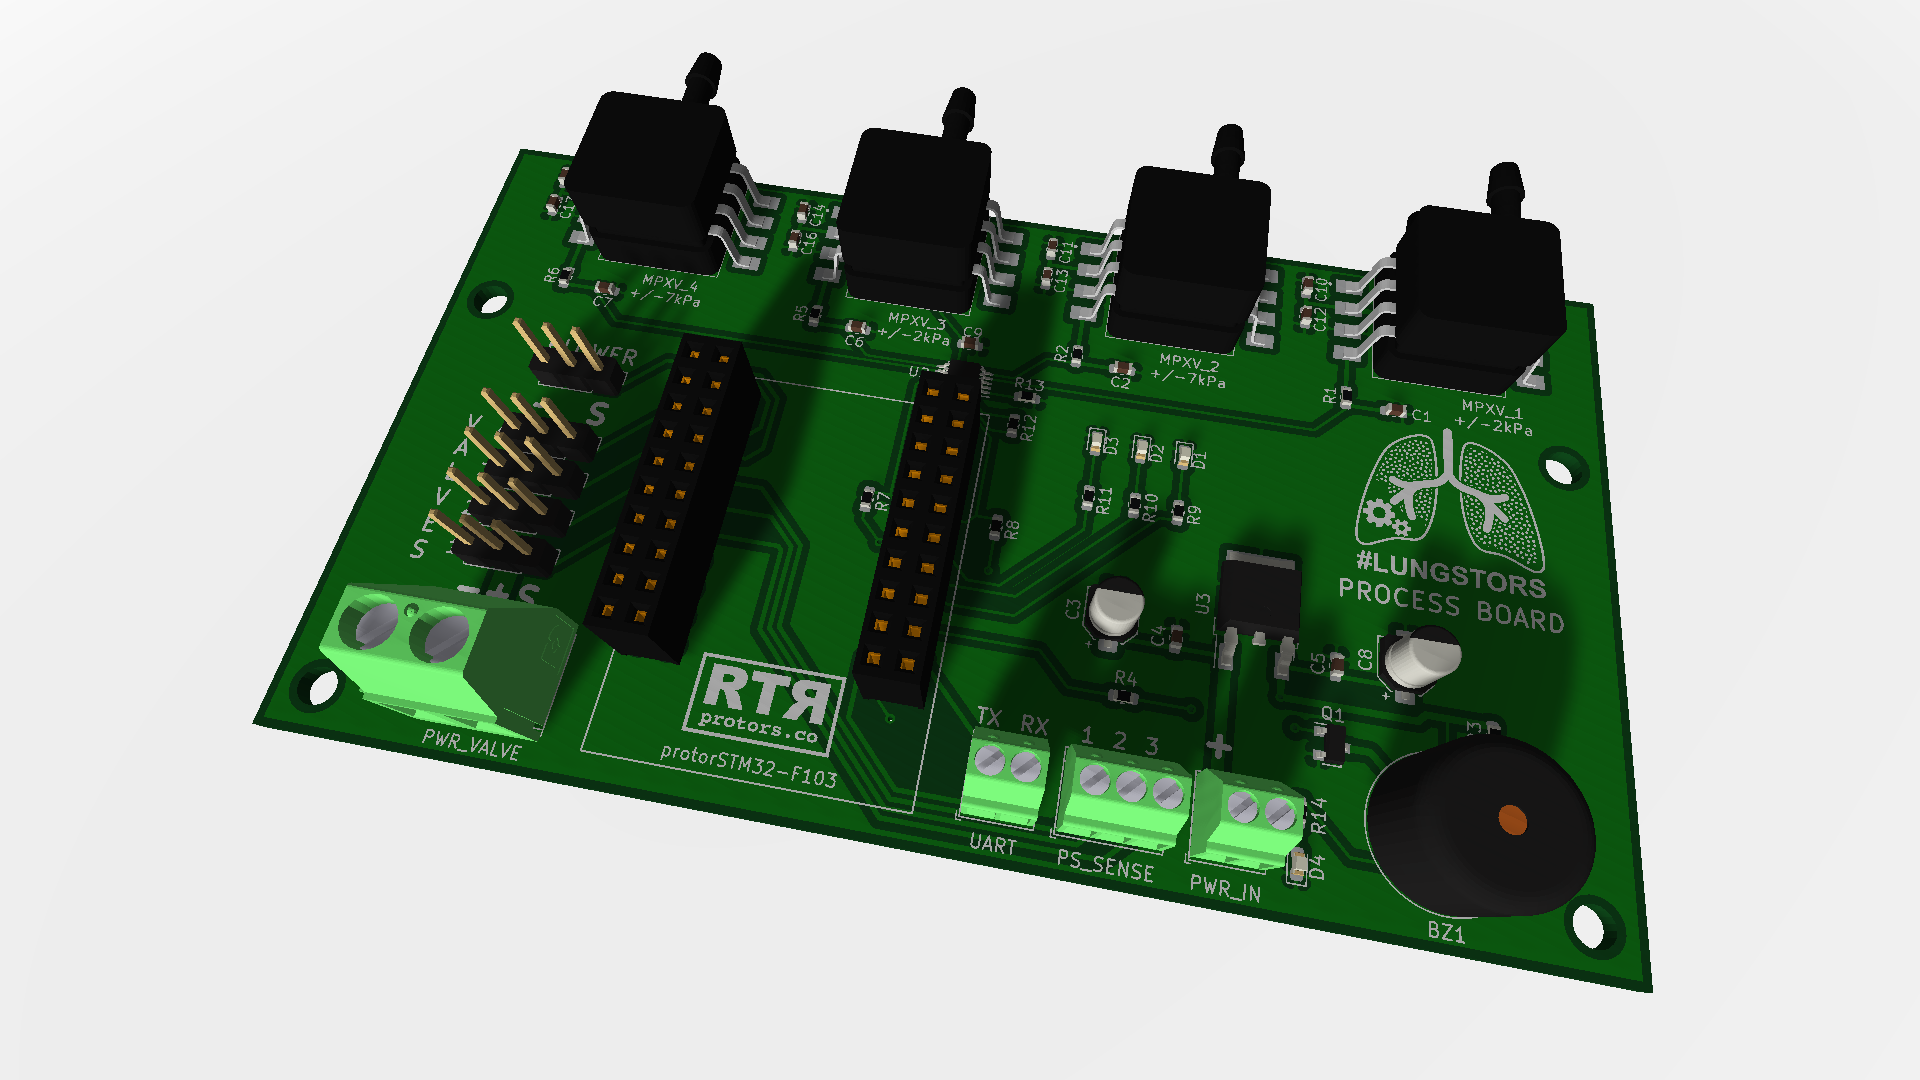 C14
C16
C11
C13
C10
C12
R6
C7
MPXV_4
+/-7kPa
R5
C6
MPXV_3
+/-2kPa
C9
R2
C2
MPXV_2
+/-7kPa
R1
C1
MPXV_1
+/-2kPa
S
V
A
V
E
S
R13
R12
D3
D2
D1
R11
R10
R9
R7
R8
#LUNGSTORS
PROCESS BOARD
C3
+
C4
U3
C5
C8
+
R4
Q1
-+S
RTR
protors.co
protorSTM32-F103
PWR_VALVE
TX RX
1 2 3
+
UART
PS_SENSE
PWR_IN
R14
D4
BZ1